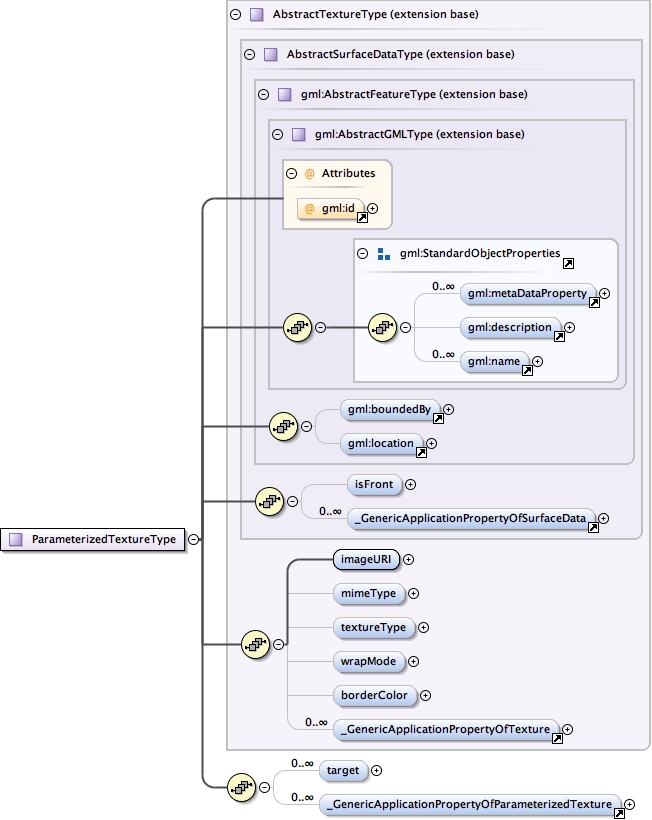 AbstractTextureType (extension base)
AbstractSurfaceDataType (extension base)
gml:AbstractFeatureType (extension base)
gml:AbstractGMLType (extension base)
@ Attributes
@ gml:id
gml:StandardObjectProperties
0..∞
gml:metaDataProperty
gml:description
0..∞
gml:name
gml:boundedBy
gml:location
isFront
0..∞
_GenericApplicationPropertyOfSurfaceData
ParameterizedTextureType
imageURI
mimeType
textureType
wrapMode
borderColor
0..∞
_GenericApplicationPropertyOfTexture
0..∞
target
0..∞
_GenericApplicationPropertyOfParameterizedTexture